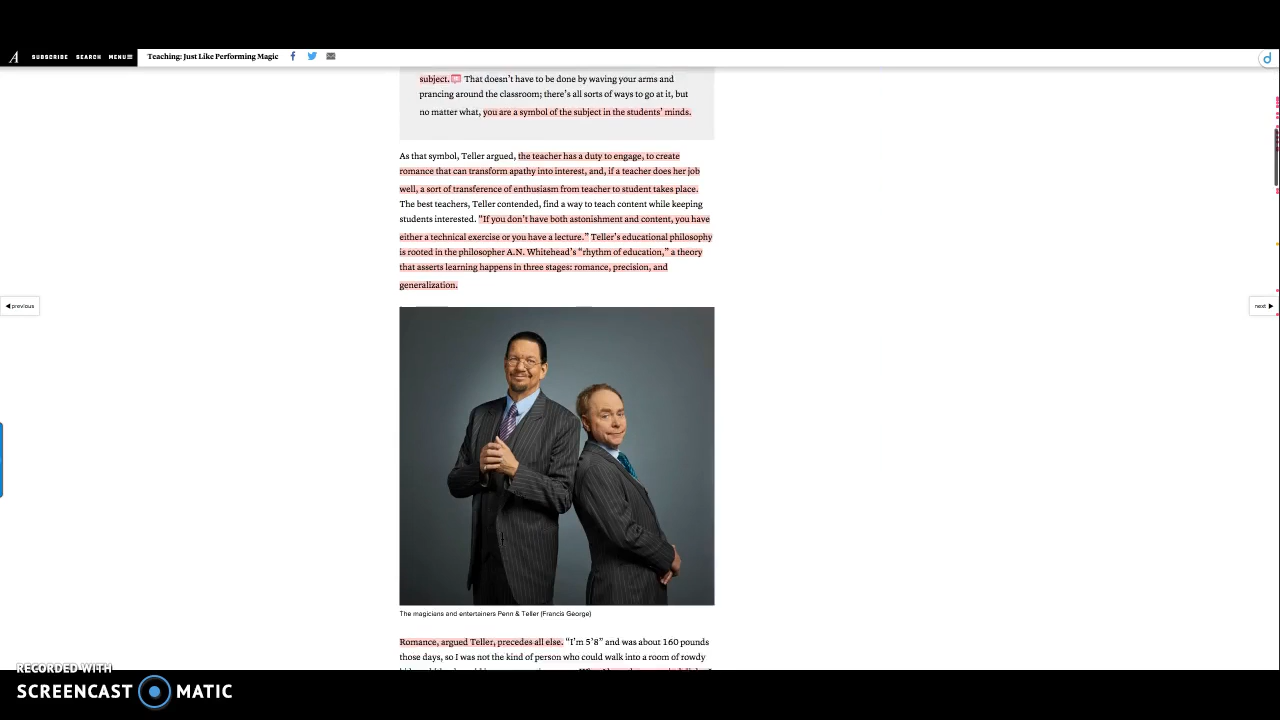 A SUBSCRIBE SEARCH MENU Teaching: Just Like Performing Magic
subject. That doesn’t have to be done by waving your arms and
prancing around the classroom; there’s all sorts of ways to go at it, but
no matter what, you are a symbol of the subject in the students’ minds.
As that symbol, Teller argued, the teacher has a duty to engage, to create
romance that can transform apathy into interest, and, if a teacher does her job
well, a sort of transference of enthusiasm from teacher to student takes place.
The best teachers, Teller contended, find a way to teach content while keeping
students interested. “If you don’t have both astonishment and content, you have
either a technical exercise or you have a lecture.” Teller’s educational philosophy
is rooted in the philosopher A.N. Whitehead’s “rhythm of education,” a theory
that asserts learning happens in three stages: romance, precision, and
generalization.
previous
next
The magicians and entertainers Penn & Teller (Francis George)
Romance, argued Teller, precedes all else. “I’m 5’8” and was about 160 pounds
those days, so I was not the kind of person who could walk into a room of rowdy
RECORDED WITH
SCREENCAST MATIC